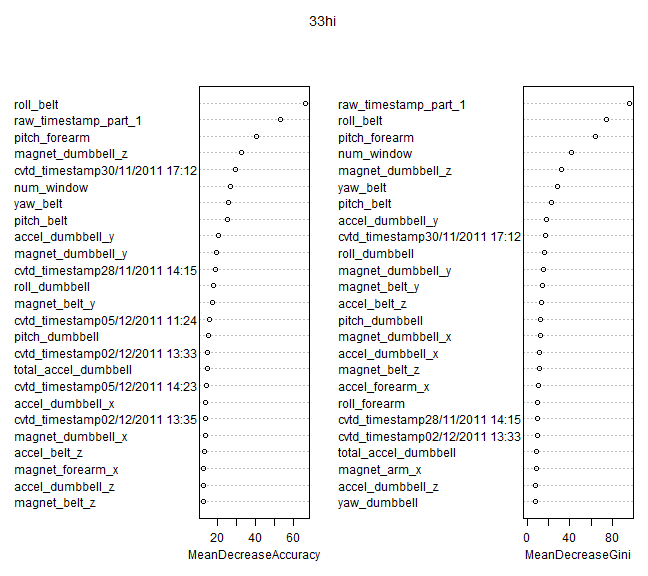 33hi
roll_belt
raw_timestamp_part_1
pitch_forearm
magnet_dumbbell_z
cvtd_timestamp30/11/2011 17:12
num_window
yaw_belt
pitch_belt
accel_dumbbell_y
magnet_dumbbell_y
cvtd_timestamp28/11/2011 14:15
roll_dumbbell
magnet_belt_y
cvtd_timestamp05/12/2011 11:24
pitch_dumbbell
cvtd_timestamp02/12/2011 13:33
total_accel_dumbbell
cvtd_timestamp05/12/2011 14:23
accel_dumbbell_x
cvtd_timestamp02/12/2011 13:35
magnet_dumbbell_x
accel_belt_z
magnet_forearm_x
accel_dumbbell_z
magnet_belt_z
20 40 60
MeanDecreaseAccuracy
raw_timestamp_part_1
roll_belt
pitch_forearm
num_window
magnet_dumbbell_z
yaw_belt
pitch_belt
accel_dumbbell_y
cvtd_timestamp30/11/2011 17:12
roll_dumbbell
magnet_dumbbell_y
magnet_belt_y
accel_belt_z
pitch_dumbbell
magnet_dumbbell_x
accel_dumbbell_x
magnet_belt_z
accel_forearm_x
roll_forearm
cvtd_timestamp28/11/2011 14:15
cvtd_timestamp02/12/2011 13:33
total_accel_dumbbell
magnet_arm_x
accel_dumbbell_z
yaw_dumbbell
0 40 80
MeanDecreaseGini